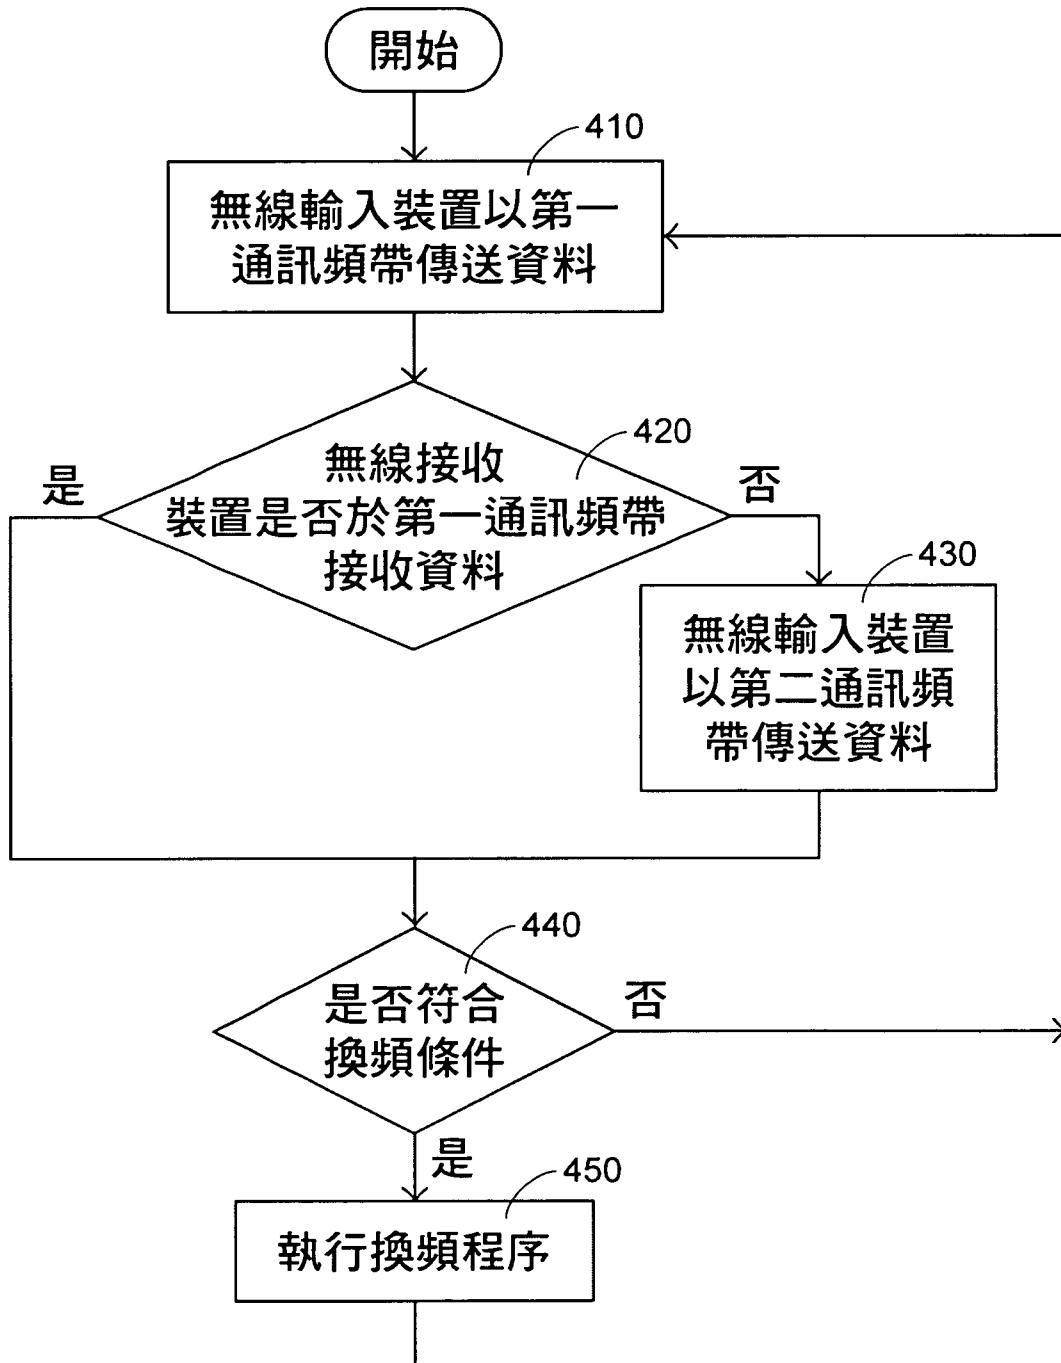 開始
410
無線輸入裝置以第一
通訊頻帶傳送資料
420
無線接收
裝置是否於第一通訊頻帶
接收資料
是
否
430
無線輸入裝置
以第二通訊頻
帶傳送資料
440
是否符合
換頻條件
否
是
450
執行換頻程序